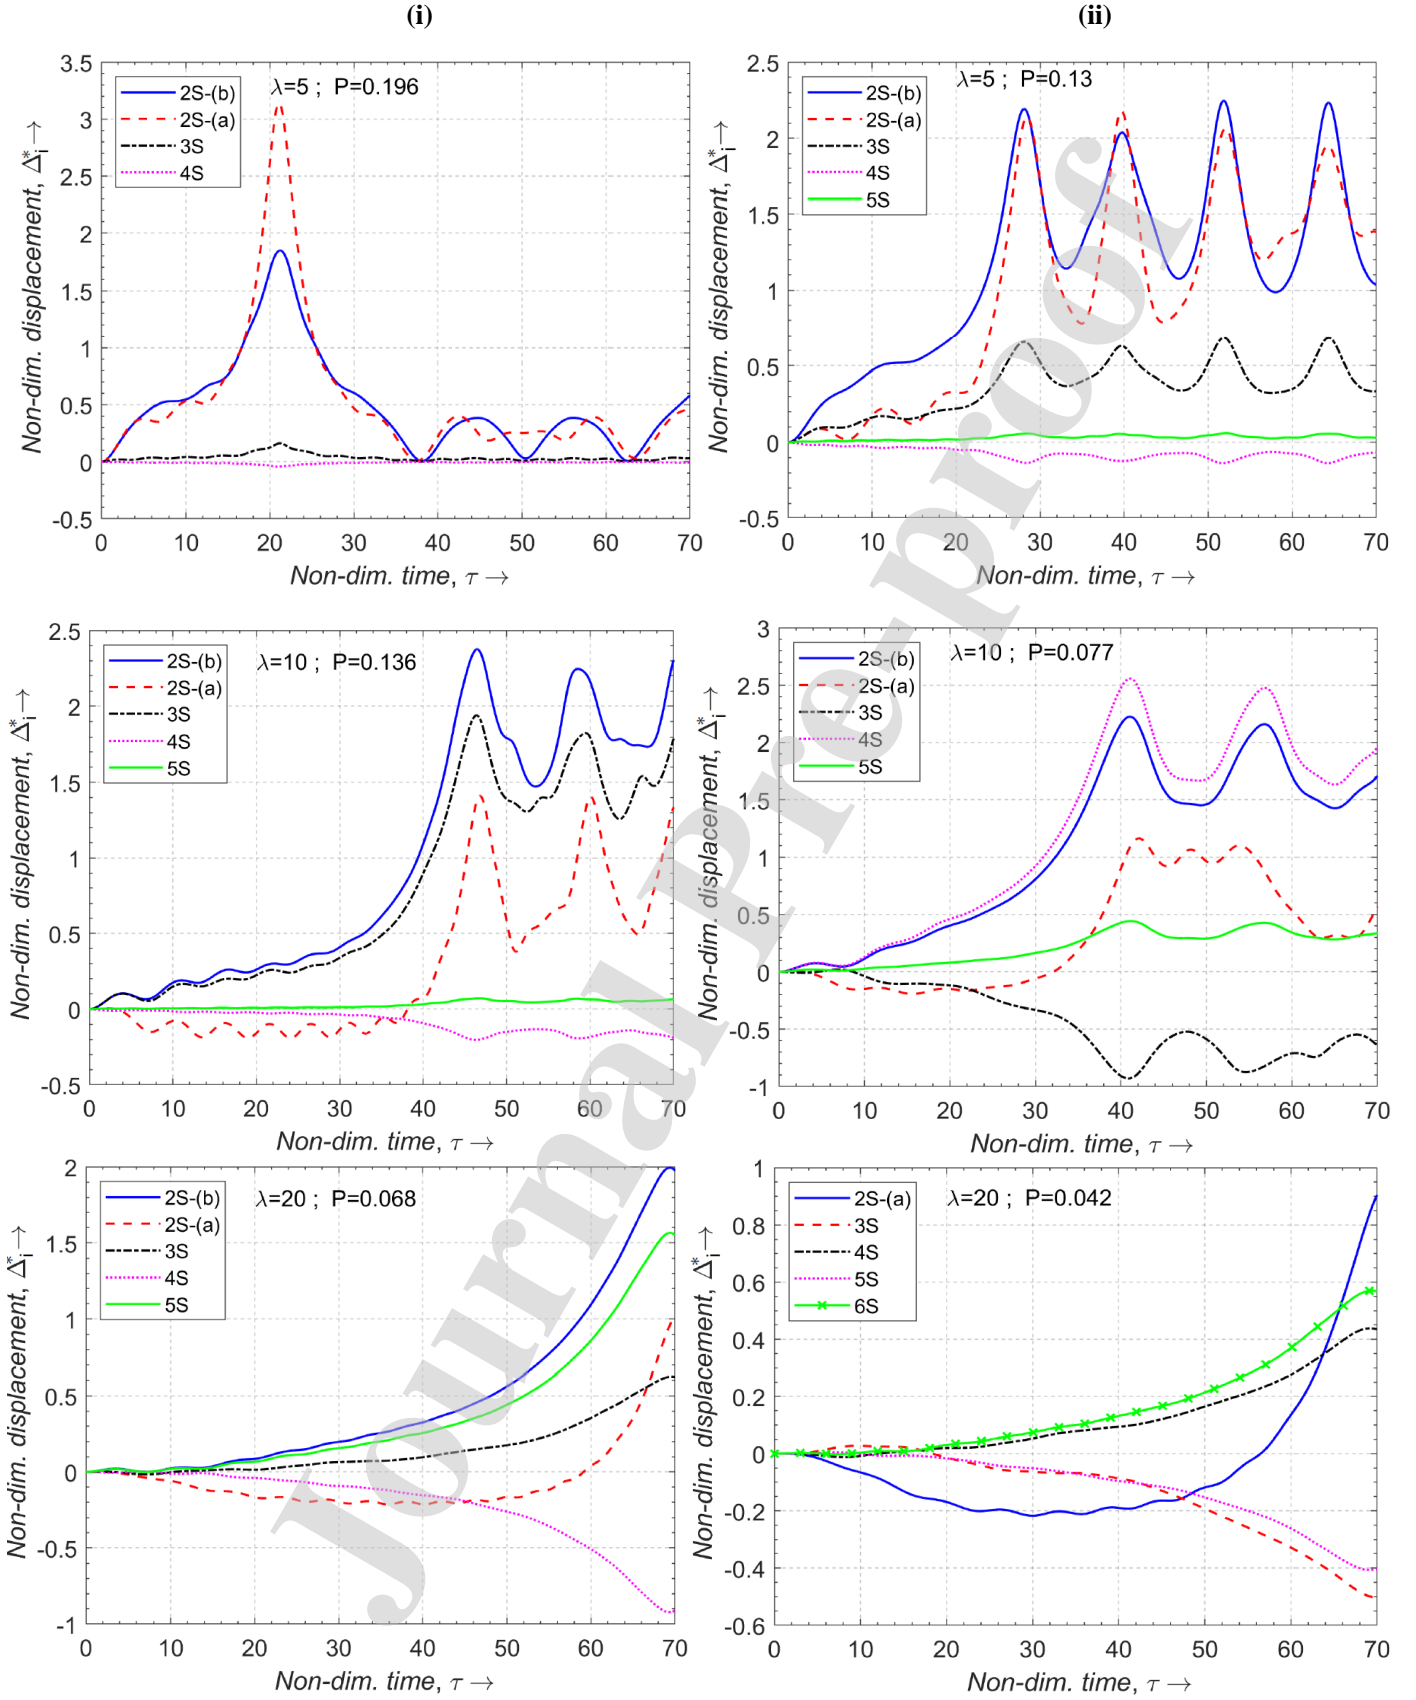 (i) (ii)
λ=5 ; P=0.196
2S-(b)
2S-(a)
3S
4S
Non-dim. displacement, Δ*i →
3.5
3
2.5
2
1.5
1
0.5
0
-0.5
0 10 20 30 40 50 60 70
Non-dim. time, τ →
λ=5 ; P=0.13
2S-(b)
2S-(a)
3S
4S
5S
Non-dim. displacement, Δ*i →
2.5
2
1.5
1
0.5
0
-0.5
0 10 20 30 40 50 60 70
Non-dim. time, τ →
λ=10 ; P=0.136
2S-(b)
2S-(a)
3S
4S
5S
Non-dim. displacement, Δ*i →
2.5
2
1.5
1
0.5
0
-0.5
0 10 20 30 40 50 60 70
Non-dim. time, τ →
λ=10 ; P=0.077
2S-(b)
2S-(a)
3S
4S
5S
Non-dim. displacement, Δ*i →
3
2.5
2
1.5
1
0.5
0
-0.5
-1
0 10 20 30 40 50 60 70
Non-dim. time, τ →
λ=20 ; P=0.068
2S-(b)
2S-(a)
3S
4S
5S
Non-dim. displacement, Δ*i →
2
1.5
1
0.5
0
-0.5
-1
0 10 20 30 40 50 60 70
Non-dim. time, τ →
λ=20 ; P=0.042
2S-(a)
3S
4S
5S
6S
Non-dim. displacement, Δ*i →
1
0.8
0.6
0.4
0.2
0
-0.2
-0.4
-0.6
0 10 20 30 40 50 60 70
Non-dim. time, τ →
Journal Pre-proof